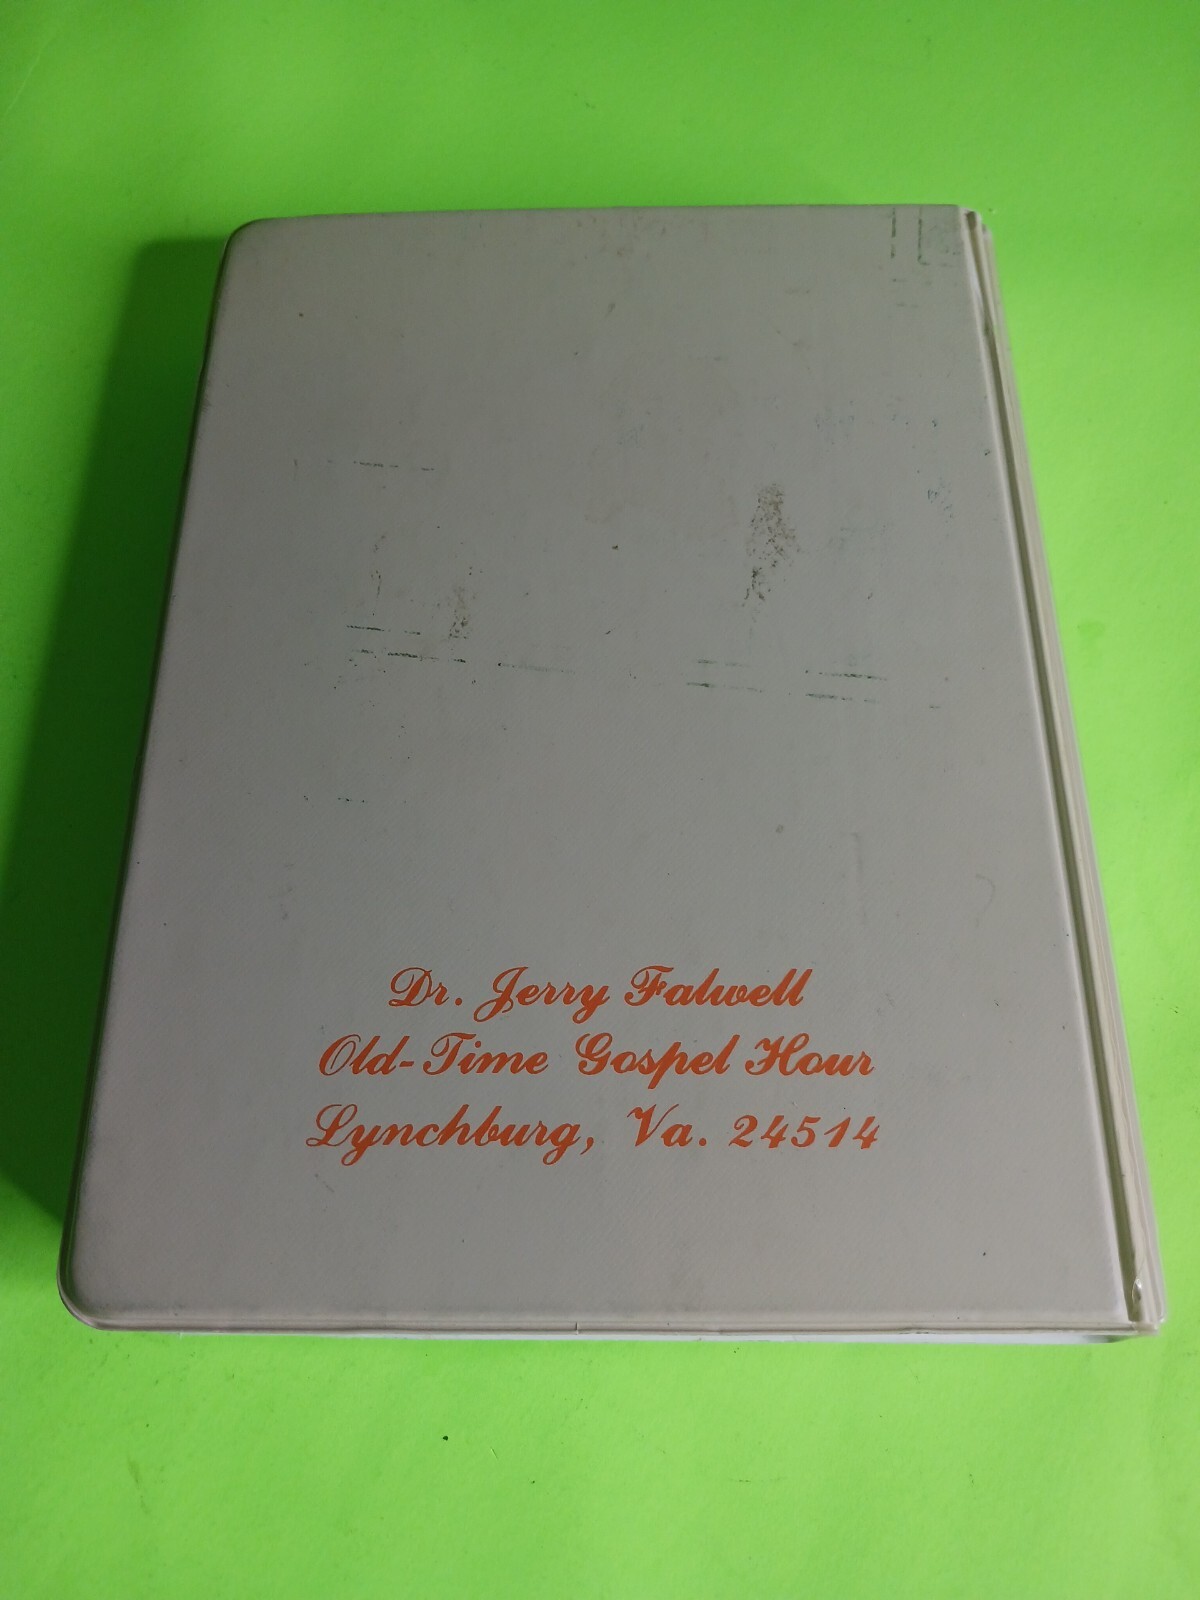 Dr. Jerry Falwell
Old-Time Gospel Hour
Lynchburg, Va. 24514